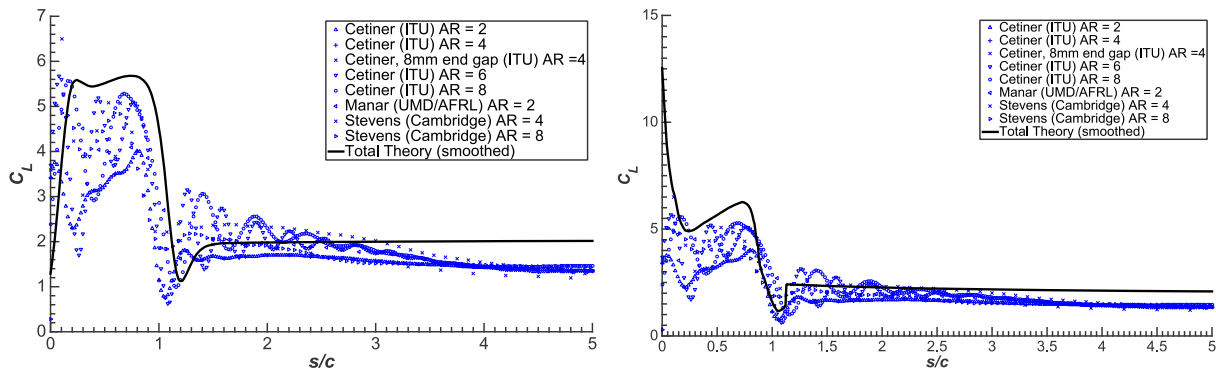 7
6
5
4
3
2
1
0
C_L
0
1
2
3
4
5
s/c
Cetiner (ITU) AR = 2
Cetiner (ITU) AR = 4
Cetiner, 8mm end gap (ITU) AR =4
Cetiner (ITU) AR = 6
Cetiner (ITU) AR = 8
Manar (UMD/AFRL) AR = 2
Stevens (Cambridge) AR = 4
Stevens (Cambridge) AR = 8
Total Theory (smoothed)
15
10
5
0
C_L
0
0.5
1
1.5
2
2.5
3
3.5
4
4.5
5
s/c
Cetiner (ITU) AR = 2
Cetiner (ITU) AR = 4
Cetiner, 8mm end gap (ITU) AR =4
Cetiner (ITU) AR = 6
Cetiner (ITU) AR = 8
Manar (UMD/AFRL) AR = 2
Stevens (Cambridge) AR = 4
Stevens (Cambridge) AR = 8
Total Theory (smoothed)